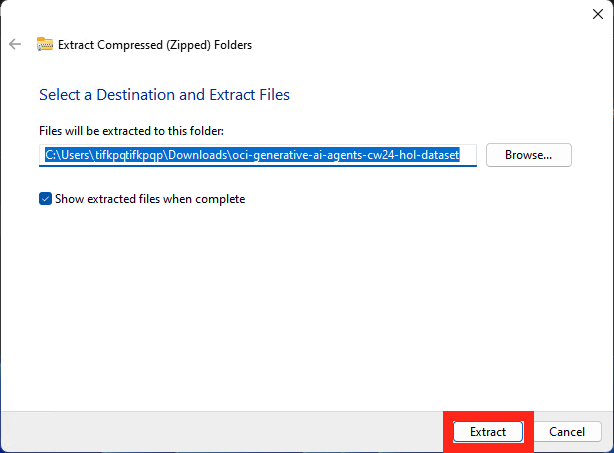 Extract Compressed (Zipped) Folders
Select a Destination and Extract Files
Files will be extracted to this folder:
C:\Users\tifkpqtifkpqp\Downloads\oci-generative-ai-agents-cw24-hol-dataset
Browse...
Show extracted files when complete
Extract
Cancel